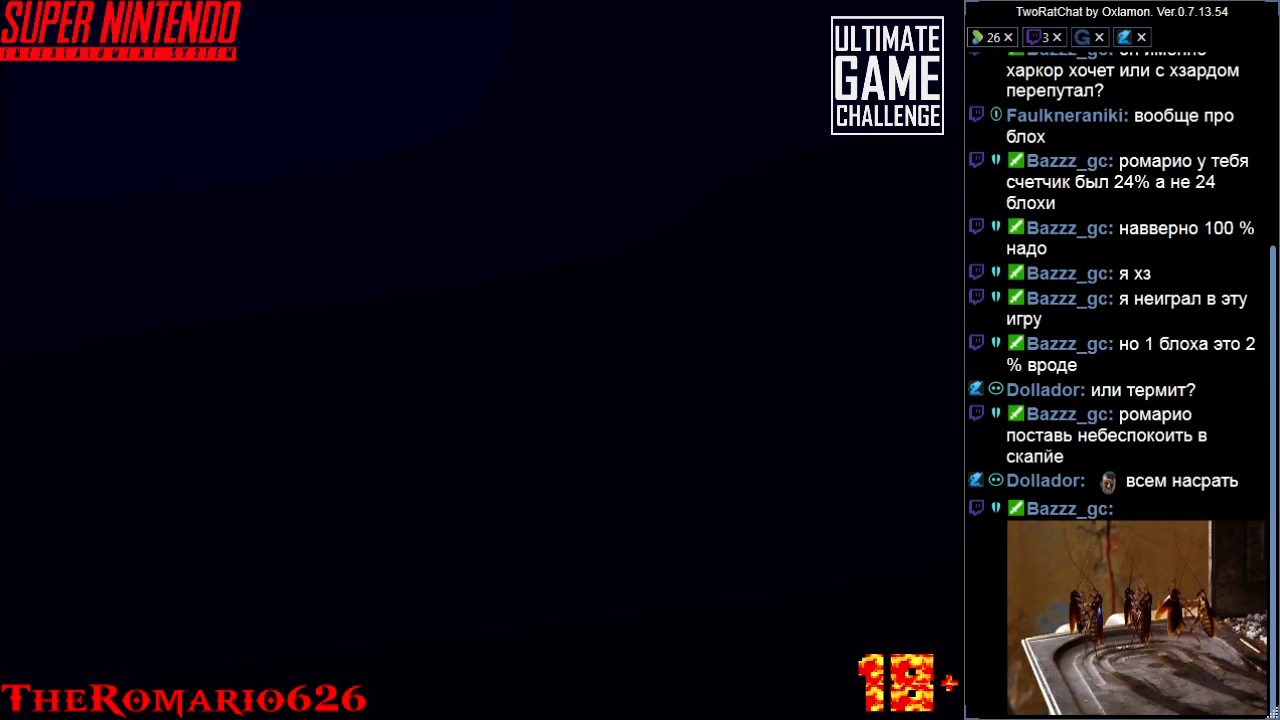 SUPER NINTENDO
ENTERTAINMENT SYSTEM
ULTIMATE
GAME
CHALLENGE
TheRomario626
18+
TwoRatChat by Oxlamon. Ver.0.7.13.54
26 × 3 × G × ×
харкор хочет или с хзардом
перепутал?
Faulkneraniki: вообще про
блох
Bazzz_gc: ромарио у тебя
счетчик был 24% а не 24
блохи
Bazzz_gc: навверно 100 %
надо
Bazzz_gc: я хз
Bazzz_gc: я неиграл в эту
игру
Bazzz_gc: но 1 блоха это 2
% вроде
Dollador: или термит?
Bazzz_gc: ромарио
поставь небеспокоить в
скапйе
Dollador: всем насрать
Bazzz_gc: